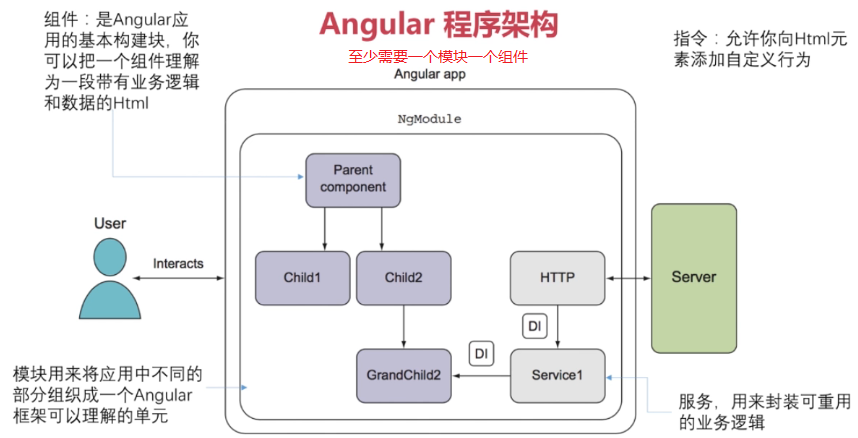 Angular 程序架构
至少需要一个模块一个组件
组件：是Angular应
用的基本构建块，你
可以把一个组件理解
为一段带有业务逻辑
和数据的Html
指令：允许你向Html元
素添加自定义行为
Angular app
NgModule
Parent
component
User
Interacts
Child1
Child2
HTTP
Server
DI
DI
GrandChild2
Service1
模块用来将应用中不同的
部分组织成一个Angular
框架可以理解的单元
服务，用来封装可重用
的业务逻辑